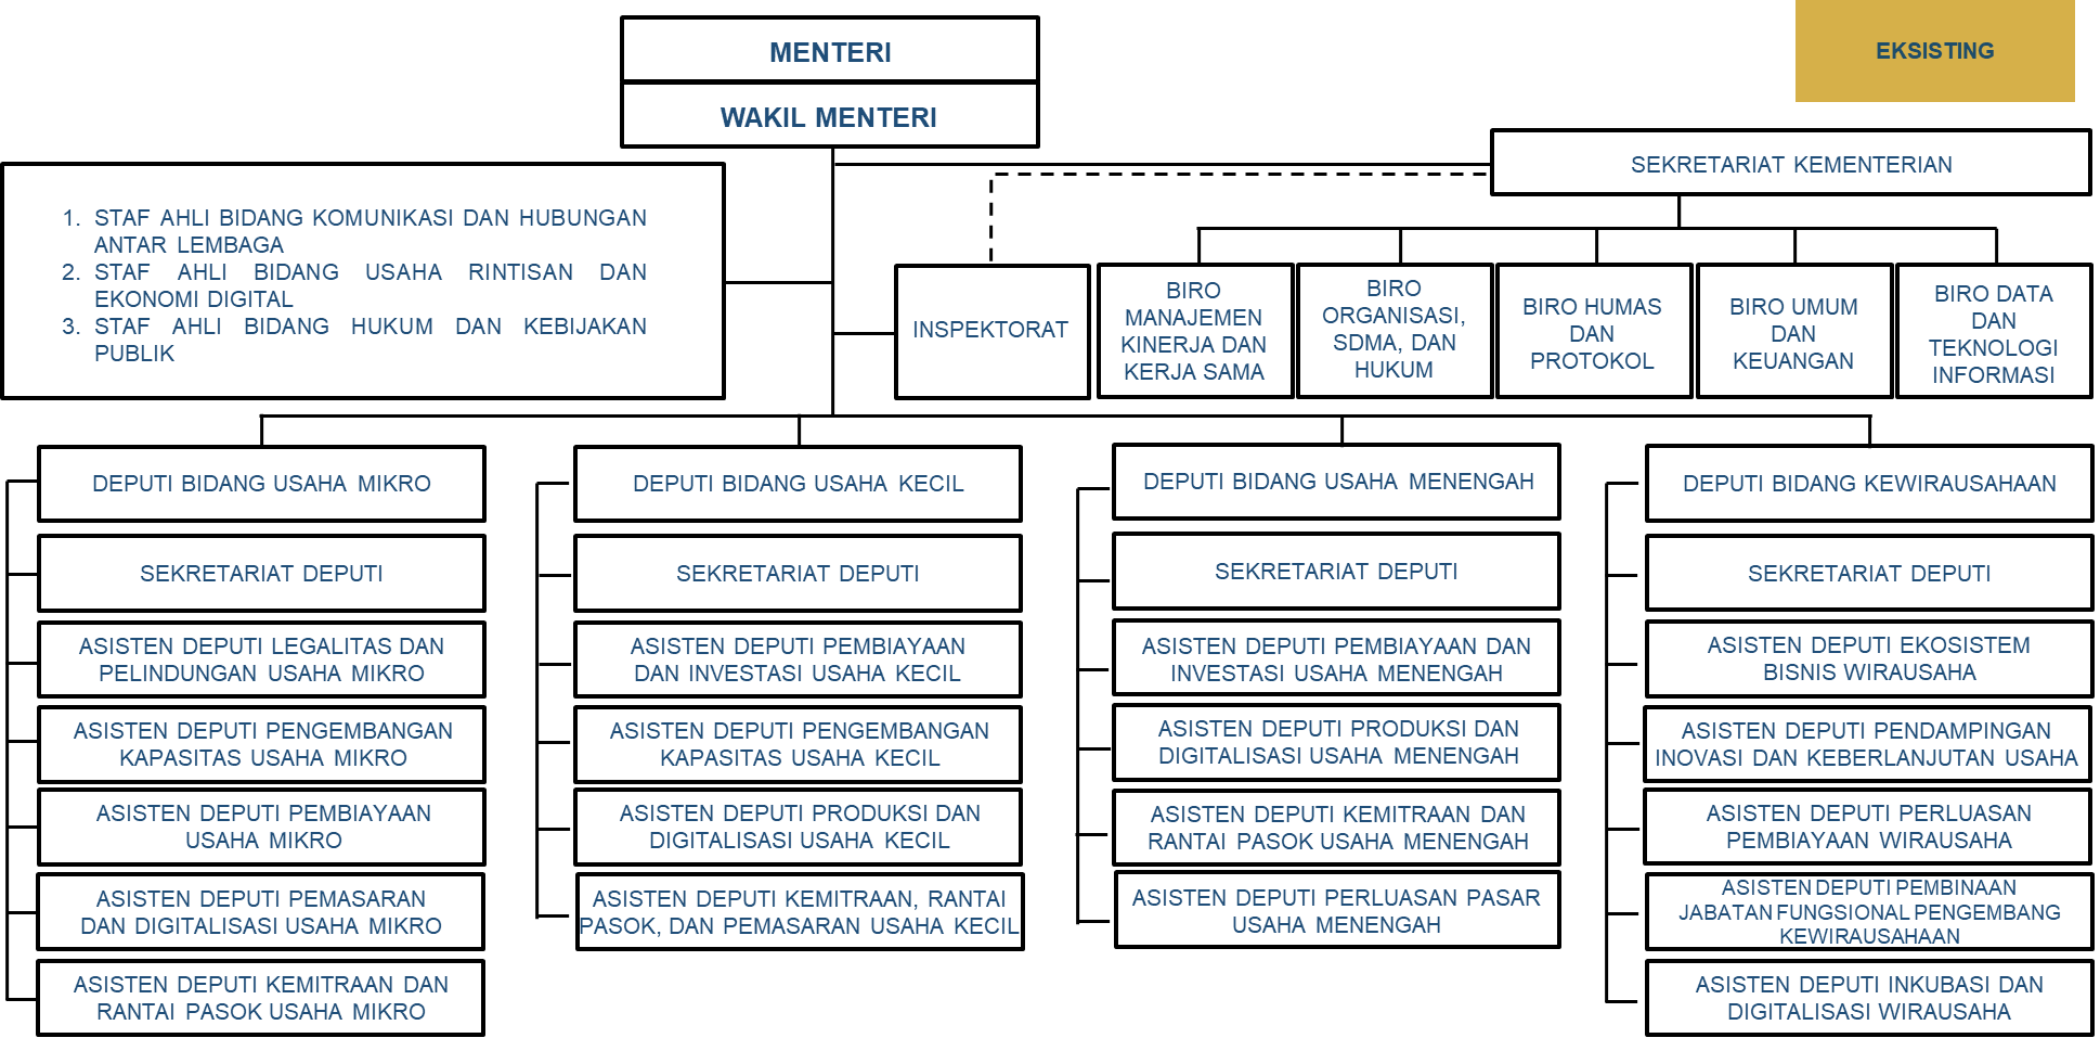 MENTERI
WAKIL MENTERI
EKSISTING
SEKRETARIAT KEMENTERIAN
1. STAF AHLI BIDANG KOMUNIKASI DAN HUBUNGAN
ANTAR LEMBAGA
2. STAF AHLI BIDANG USAHA RINTISAN DAN
EKONOMI DIGITAL
3. STAF AHLI BIDANG HUKUM DAN KEBIJAKAN
PUBLIK
INSPEKTORAT
BIRO
MANAJEMEN
KINERJA DAN
KERJA SAMA
BIRO
ORGANISASI,
SDMA, DAN
HUKUM
BIRO HUMAS
DAN
PROTOKOL
BIRO UMUM
DAN
KEUANGAN
BIRO DATA
DAN
TEKNOLOGI
INFORMASI
DEPUTI BIDANG USAHA MIKRO
SEKRETARIAT DEPUTI
ASISTEN DEPUTI LEGALITAS DAN
PELINDUNGAN USAHA MIKRO
ASISTEN DEPUTI PENGEMBANGAN
KAPASITAS USAHA MIKRO
ASISTEN DEPUTI PEMBIAYAAN
USAHA MIKRO
ASISTEN DEPUTI PEMASARAN
DAN DIGITALISASI USAHA MIKRO
ASISTEN DEPUTI KEMITRAAN DAN
RANTAI PASOK USAHA MIKRO
DEPUTI BIDANG USAHA KECIL
SEKRETARIAT DEPUTI
ASISTEN DEPUTI PEMBIAYAAN
DAN INVESTASI USAHA KECIL
ASISTEN DEPUTI PENGEMBANGAN
KAPASITAS USAHA KECIL
ASISTEN DEPUTI PRODUKSI DAN
DIGITALISASI USAHA KECIL
ASISTEN DEPUTI KEMITRAAN, RANTAI
PASOK, DAN PEMASARAN USAHA KECIL
DEPUTI BIDANG USAHA MENENGAH
SEKRETARIAT DEPUTI
ASISTEN DEPUTI PEMBIAYAAN DAN
INVESTASI USAHA MENENGAH
ASISTEN DEPUTI PRODUKSI DAN
DIGITALISASI USAHA MENENGAH
ASISTEN DEPUTI KEMITRAAN DAN
RANTAI PASOK USAHA MENENGAH
ASISTEN DEPUTI PERLUASAN PASAR
USAHA MENENGAH
DEPUTI BIDANG KEWIRAUSAHAAN
SEKRETARIAT DEPUTI
ASISTEN DEPUTI EKOSISTEM
BISNIS WIRAUSAHA
ASISTEN DEPUTI PENDAMPINGAN
INOVASI DAN KEBERLANJUTAN USAHA
ASISTEN DEPUTI PERLUASAN
PEMBIAYAAN WIRAUSAHA
ASISTEN DEPUTI PEMBINAAN
JABATAN FUNGSIONAL PENGEMBANG
KEWIRAUSAHAAN
ASISTEN DEPUTI INKUBASI DAN
DIGITALISASI WIRAUSAHA